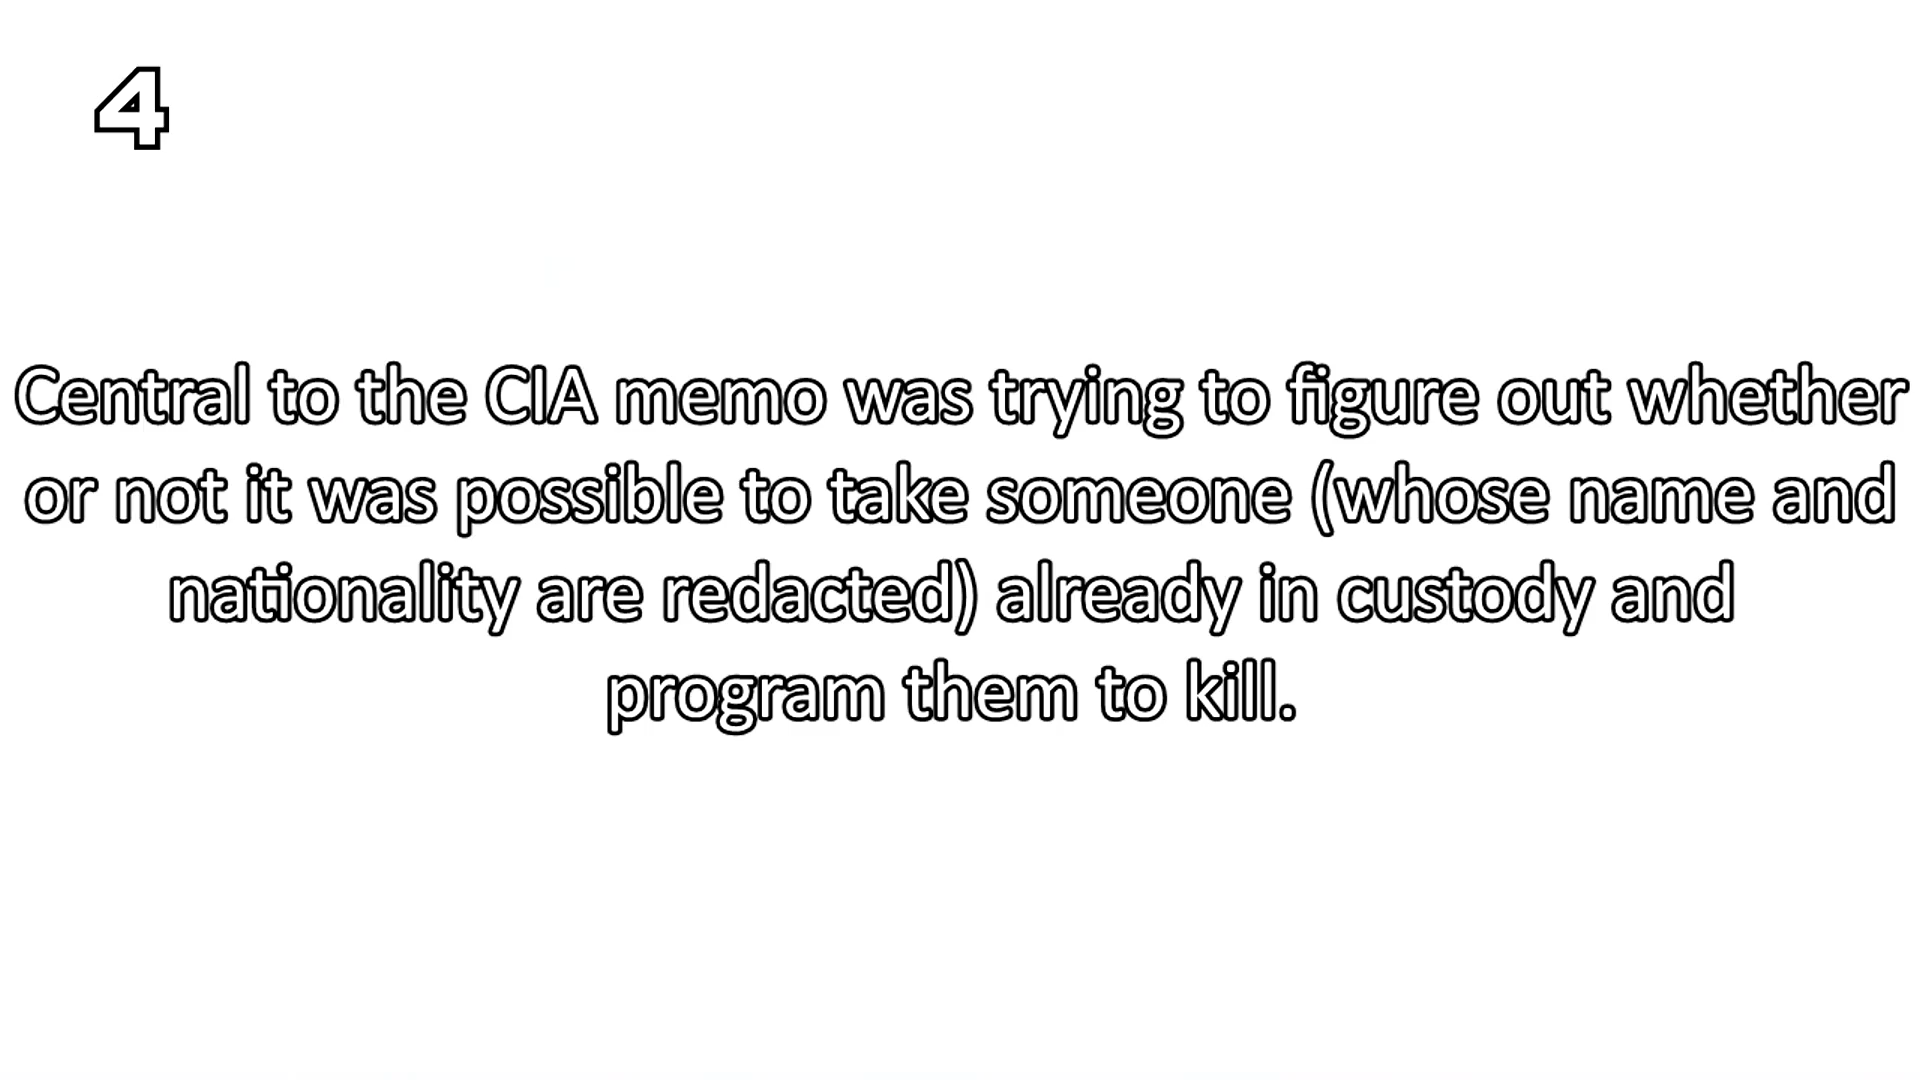 4
Central to the CIA memo was trying to figure out whether
or not it was possible to take someone (whose name and
nationality are redacted) already in custody and
program them to kill.